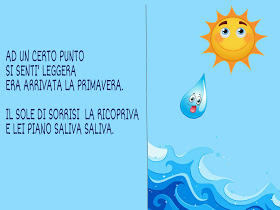 AD UN CERTO PUNTO
SI SENTI' LEGGERA
ERA ARRIVATA LA PRIMAVERA.
IL SOLE DI SORRISI LA RICOPRIVA
E LEI PIANO SALIVA SALIVA.